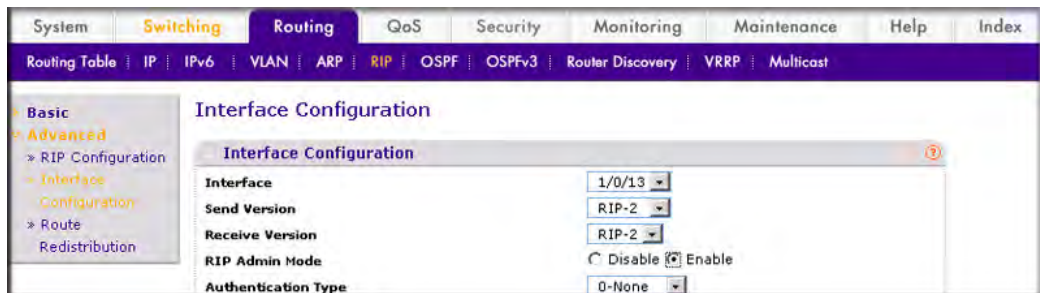 System Switching Routing QoS Security Monitoring Maintenance Help Index
Routing Table IP IPv6 VLAN ARP RIP OSPF OSPFv3 Router Discovery VRRP Multicast
Basic
Advanced
» RIP Configuration
» Interface
Configuration
» Route
Redistribution
Interface Configuration
Interface Configuration ?
Interface 1/0/13
Send Version RIP-2
Receive Version RIP-2
RIP Admin Mode Disable Enable
Authentication Type 0-None